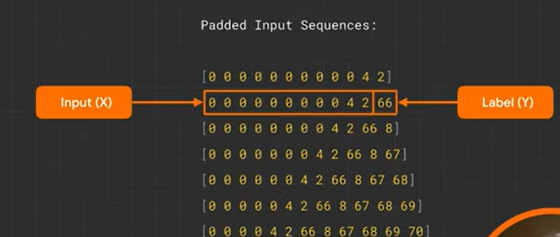 Padded Input Sequences:
[0 0 0 0 0 0 0 0 0 0 4 2]
Input (X)
0 0 0 0 0 0 0 0 0 4 2 66
Label (Y)
[0 0 0 0 0 0 0 0 4 2 66 8]
[0 0 0 0 0 0 0 4 2 66 8 67]
[0 0 0 0 0 0 4 2 66 8 67 68]
[0 0 0 0 0 4 2 66 8 67 68 69]
[0 0 0 0 4 2 66 8 67 68 69 70]